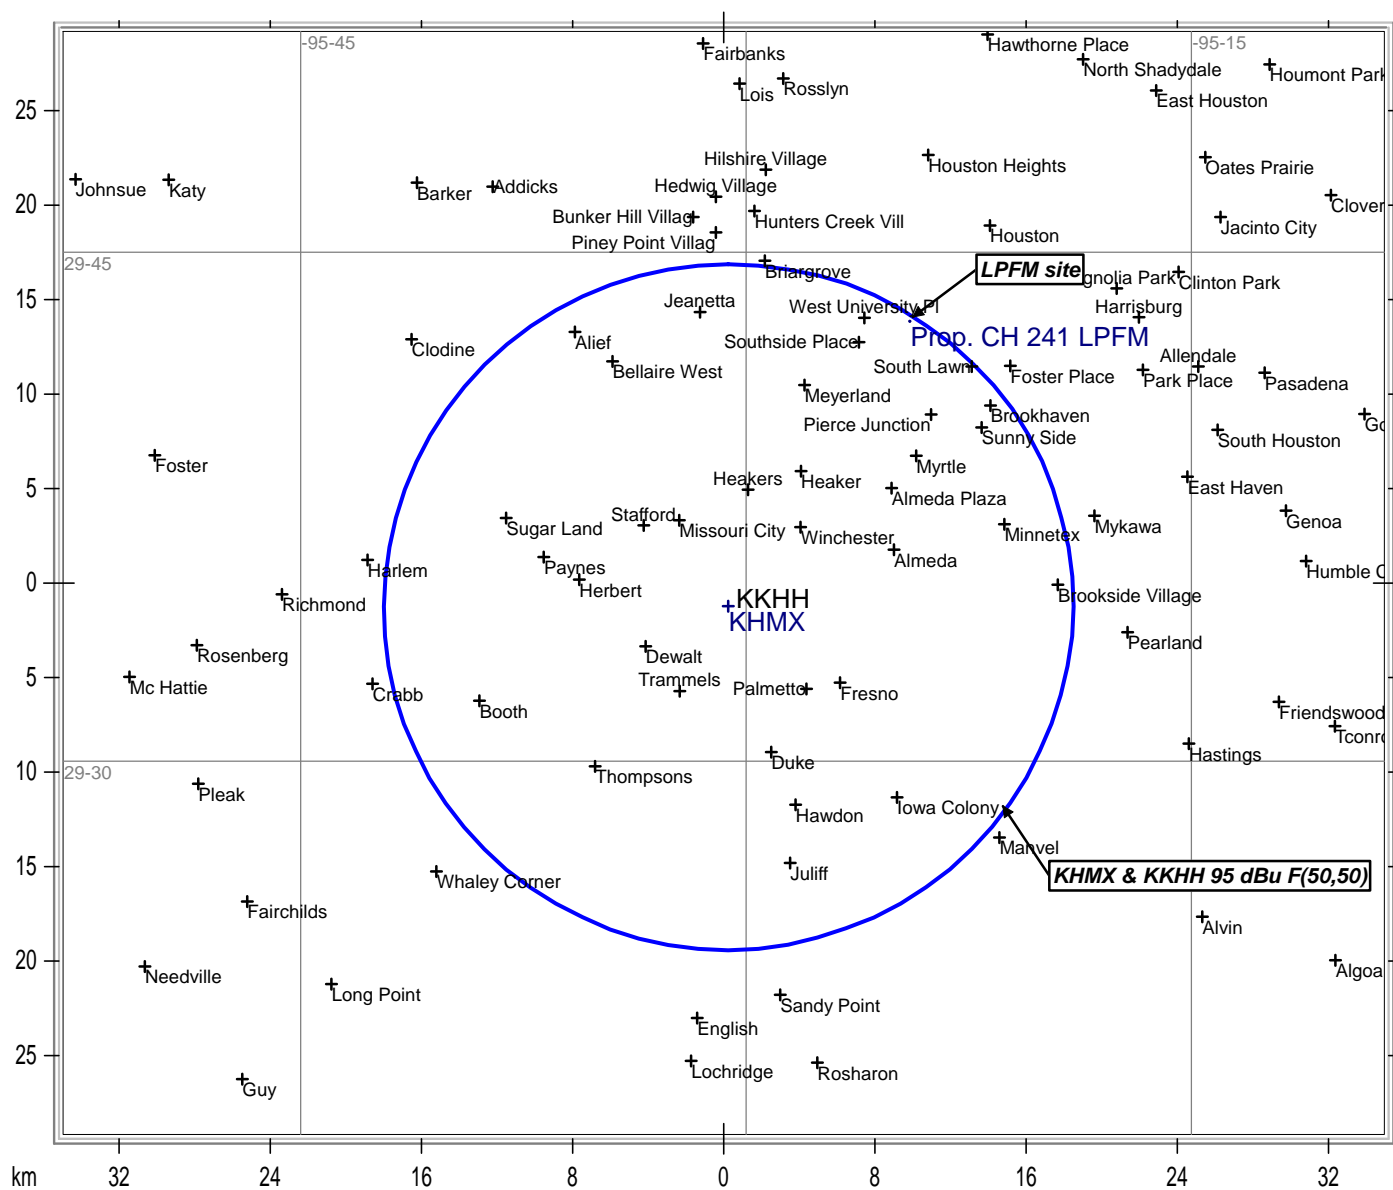 -95-45
-95-15
Fairbanks
Hawthorne Place
North Shadydale
Houmont Park
Lois
Rosslyn
East Houston
25
Hilshire Village
Houston Heights
Oates Prairie
Johnsue
Katy
Barker
Addicks
Hedwig Village
20
Bunker Hill Villag
Hunters Creek Vill
Clover
Jacinto City
Piney Point Villag
Houston
29-45
Briargrove
LPFM site
gnolia Park
Clinton Park
15
Jeanetta
West University Pl
Harrisburg
Clodine
Alief
Southside Place
Prop. CH 241 LPFM
Bellaire West
South Lawn
Foster Place
Allendale
Park Place
Pasadena
10
Meyerland
Brookhaven
Pierce Junction
Sunny Side
South Houston
Go
Foster
Myrtle
Heakers
Heaker
East Haven
5
Almeda Plaza
Sugar Land
Stafford
Missouri City
Winchester
Minnetex
Mykawa
Genoa
Harlem
Paynes
Almeda
Humble C
0
Herbert
Richmond
KKHH
KHMX
Brookside Village
Rosenberg
Dewalt
Pearland
5
Mc Hattie
Crabb
Booth
Trammels
Palmetto
Fresno
Friendswood
Tconro
Hastings
29-30
10
Duke
Thompsons
Pleak
Hawdon
Iowa Colony
Manvel
15
Juliff
KHMX & KKHH 95 dBu F(50,50)
Whaley Corner
Fairchilds
Alvin
20
Needville
Long Point
Algoa
Sandy Point
English
25
Guy
Lochridge
Rosharon
km
32
24
16
8
0
8
16
24
32